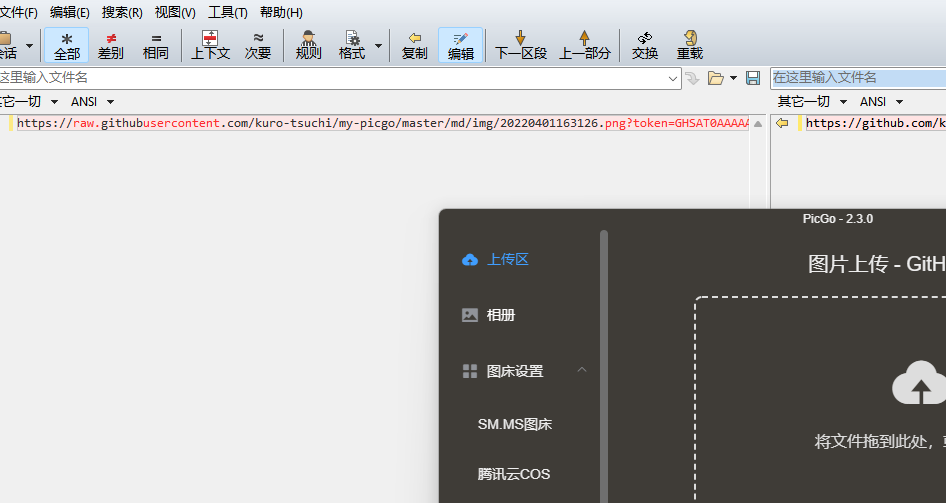 文件(F) 编辑(E) 搜索(R) 视图(V) 工具(T) 帮助(H)
会话 全部 差别 相同 上下文 次要 规则 格式 复制 编辑 下一区段 上一部分 交换 重载
这里输入文件名 在这里输入文件名
其它一切 ANSI 其它一切 ANSI
https://raw.githubusercontent.com/kuro-tsuchi/my-picgo/master/md/img/20220401163126.png?token=GHSAT0AAAAAA https://github.com/k
PicGo - 2.3.0
上传区 图片上传 - GitH
相册
图床设置
SM.MS图床
将文件拖到此处，
腾讯云COS